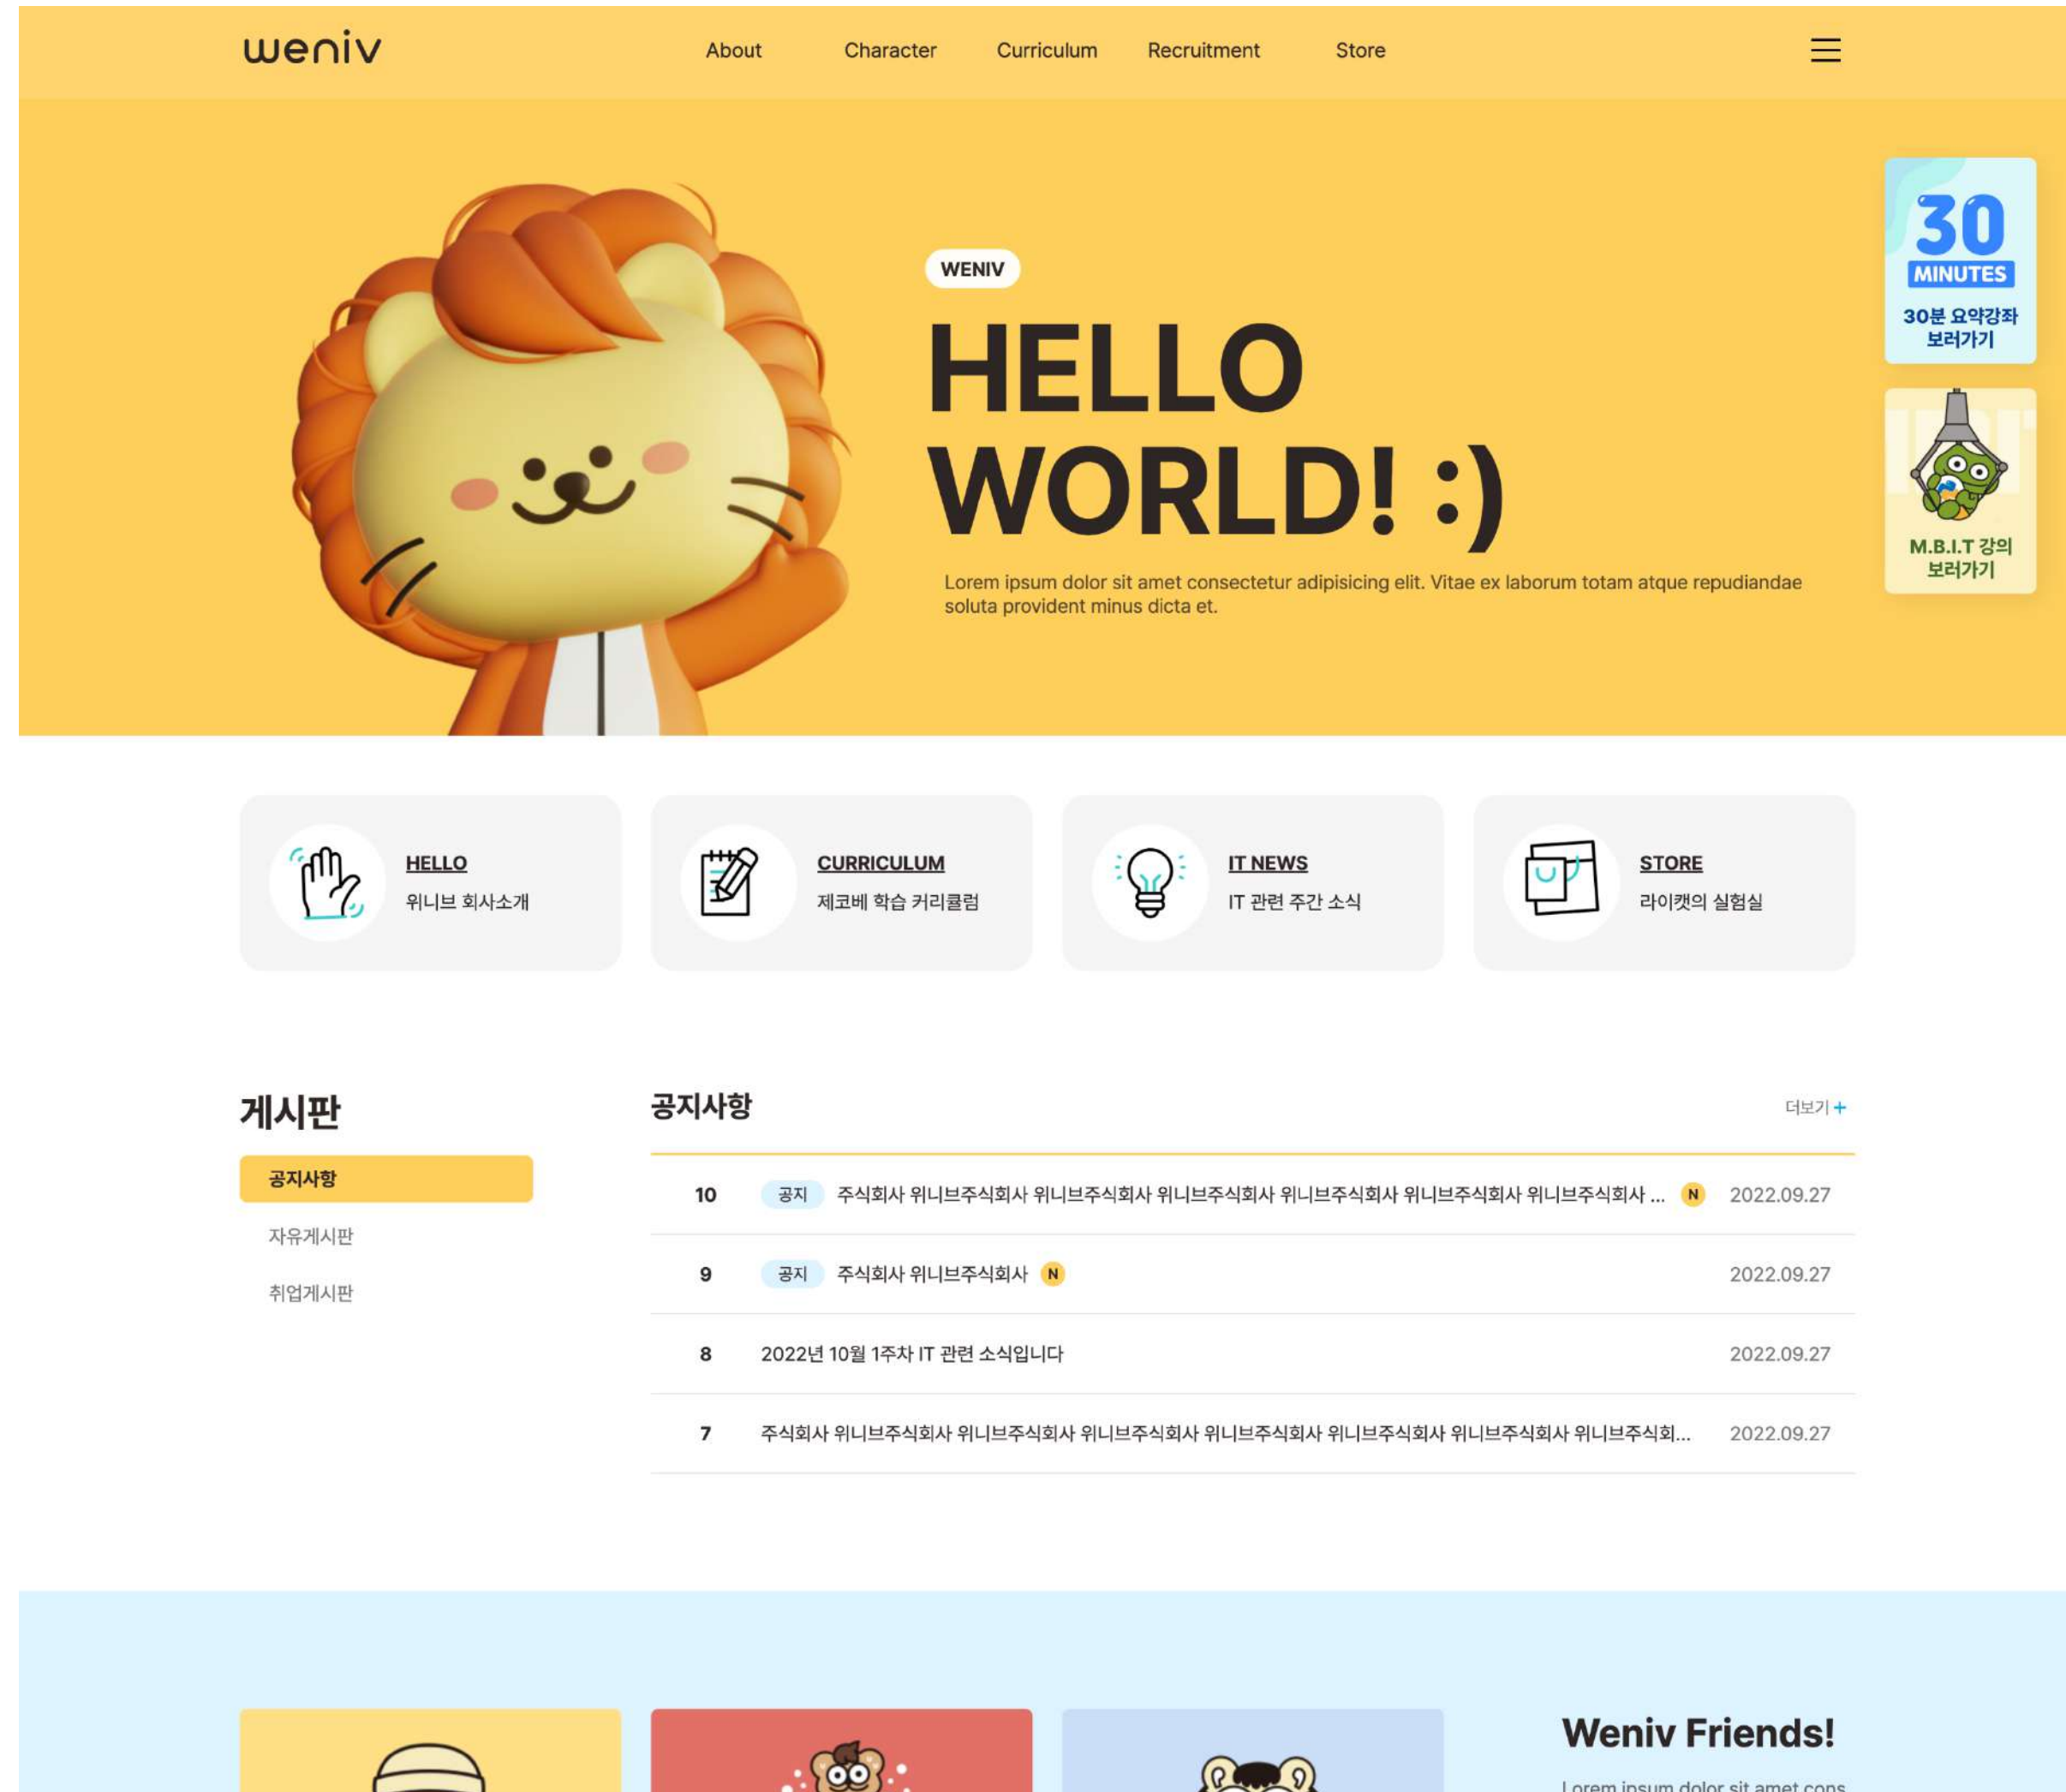 weniv
About
Character
Curriculum
Recruitment
Store
WENIV
HELLO
WORLD! :)
Lorem ipsum dolor sit amet consectetur adipisicing elit. Vitae ex laborum totam atque repudiandae
soluta provident minus dicta et.
30
MINUTES
30분 요약강좌
보러가기
M.B.I.T 강의
보러가기
HELLO
위니브 회사소개
CURRICULUM
제코베 학습 커리큘럼
IT NEWS
IT 관련 주간 소식
STORE
라이캣의 실험실
게시판
공지사항
자유게시판
취업게시판
공지사항
더보기 +
10 공지 주식회사 위니브주식회사 위니브주식회사 위니브주식회사 위니브주식회사 위니브주식회사 위니브주식회사 ... N 2022.09.27
9 공지 주식회사 위니브주식회사 N 2022.09.27
8 2022년 10월 1주차 IT 관련 소식입니다 2022.09.27
7 주식회사 위니브주식회사 위니브주식회사 위니브주식회사 위니브주식회사 위니브주식회사 위니브주식회사 위니브주식회... 2022.09.27
Weniv Friends!
Lorem ipsum dolor sit amet cons